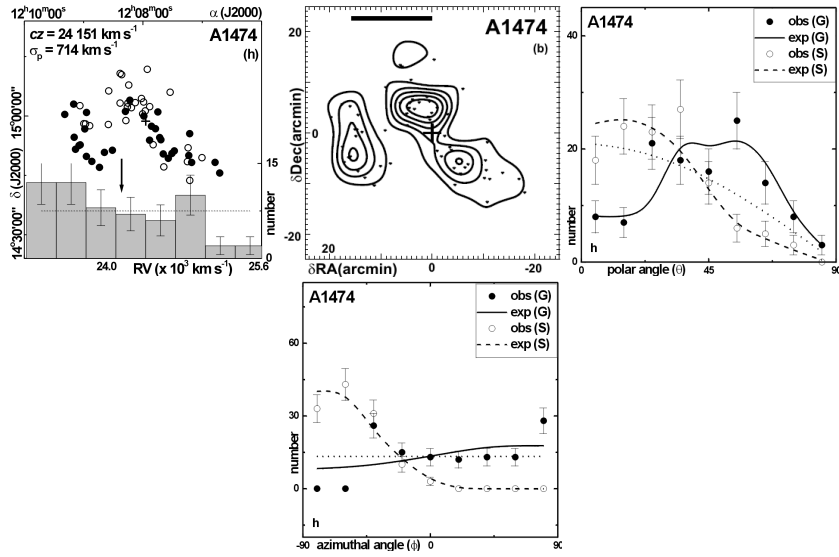 12ʰ10ᵐ00ˢ 12ʰ08ᵐ00ˢ α (J2000)
cz = 24 151 km s⁻¹ A1474
σₚ = 714 km s⁻¹ (h)
15°00'00"
14°30'00"
δ (J2000)
15
0
number
24.0 25.6
RV (x 10³ km s⁻¹)
A1474
(b)
20
0
-20
δDec(arcmin)
20 0 -20
δRA(arcmin)
A1474
obs (G)
exp (G)
obs (S)
exp (S)
40
20
0
number
h
0 45 90
polar angle (θ)
A1474
obs (G)
exp (G)
obs (S)
exp (S)
60
30
0
number
h
-90 0 90
azimuthal angle (ϕ)